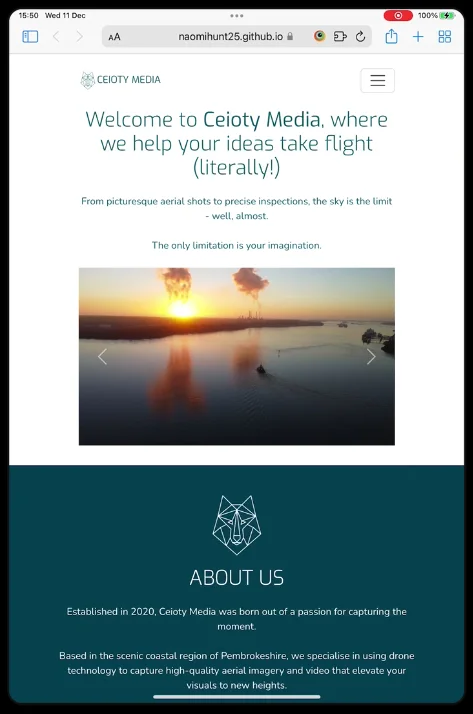 15:50 Wed 11 Dec
100%
AA
naomihunt25.github.io
CEIOTY MEDIA
Welcome to Ceioty Media, where
we help your ideas take flight
(literally!)
From picturesque aerial shots to precise inspections, the sky is the limit
- well, almost.
The only limitation is your imagination.
ABOUT US
Established in 2020, Ceioty Media was born out of a passion for capturing the
moment.
Based in the scenic coastal region of Pembrokeshire, we specialise in using drone
technology to capture high-quality aerial imagery and video that elevate your
visuals to new heights.